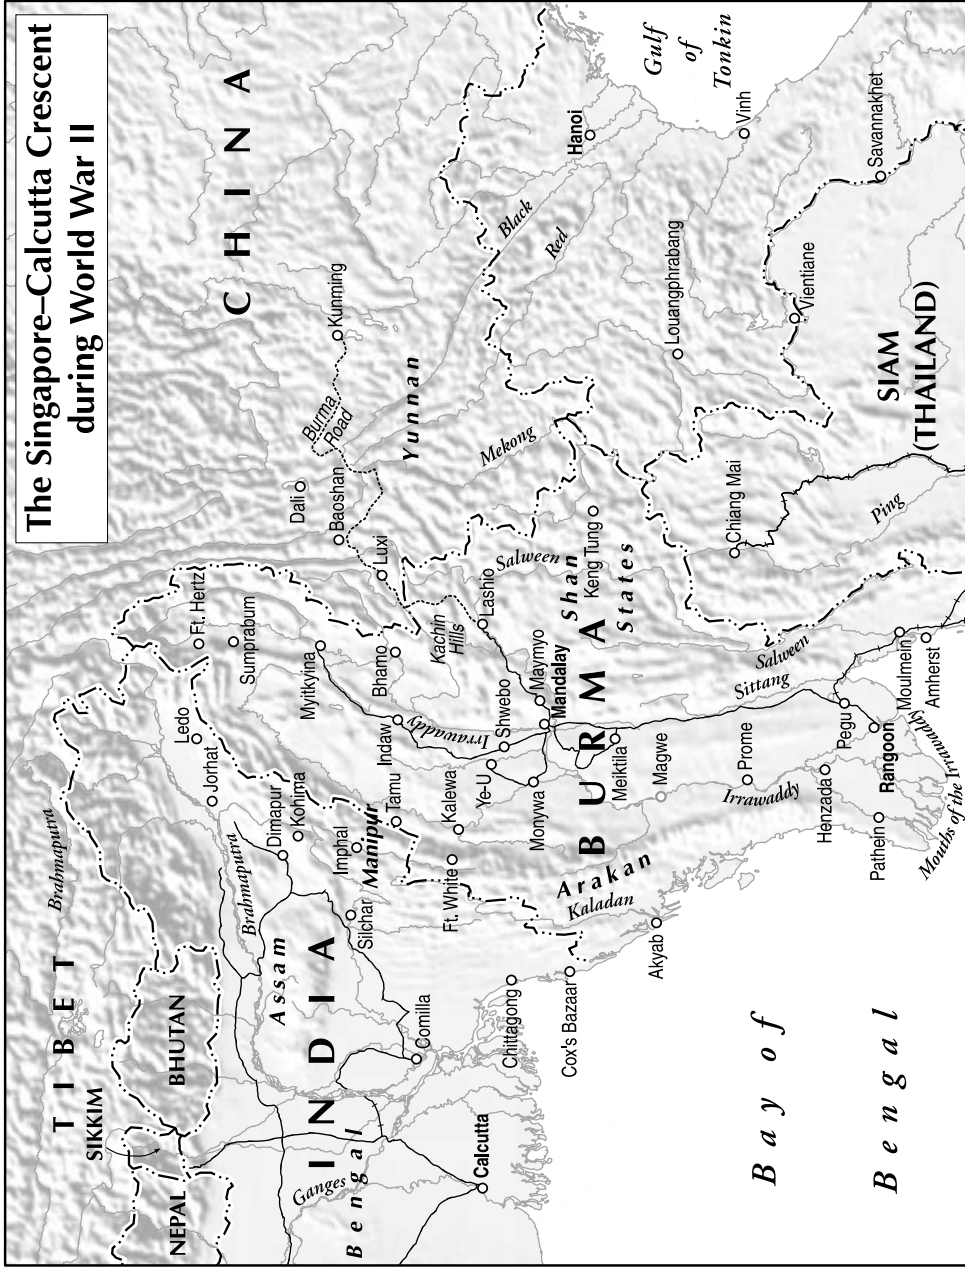 The Singapore–Calcutta Crescent
during World War II
TIBET
CHINA
SIKKIM
BHUTAN
NEPAL
INDIA
BURMA
SIAM
(THAILAND)
Brahmaputra
Brahmaputra
Assam
Bengal
Ganges
Manipur
Arakan
Kaladan
Yunnan
Burma
Road
Kachin
Hills
Shan
States
Ledo
Jorhat
Dimapur
Kohima
Imphal
Silchar
Comilla
Calcutta
Chittagong
Cox's Bazaar
Akyab
Ft. Hertz
Sumprabum
Myitkyina
Bhamo
Indaw
Tamu
Kalewa
Ft. White
Ye-U
Shwebo
Monywa
Maymyo
Mandalay
Lashio
Luxi
Baoshan
Dali
Kunming
Keng Tung
Meiktila
Magwe
Prome
Henzada
Pathein
Rangoon
Pegu
Moulmein
Amherst
Irrawaddy
Irrawaddy
Mouths of the Irrawaddy
Sittang
Salween
Salween
Mekong
Ping
Black
Red
Chiang Mai
Louangphrabang
Vientiane
Savannakhet
Vinh
Hanoi
Gulf
of
Tonkin
Bay of
Bengal